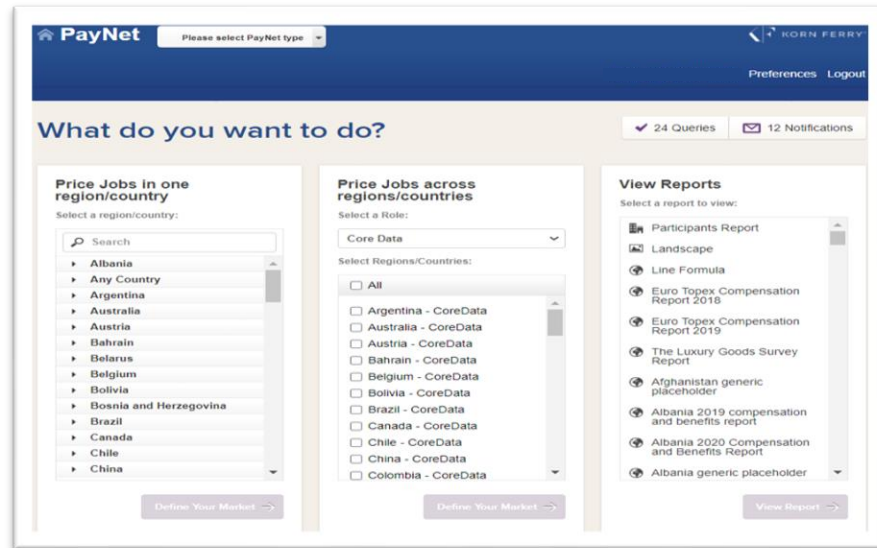 PayNet
Please select PayNet type
KORN FERRY
Preferences Logout
What do you want to do?
24 Queries
12 Notifications
Price Jobs in one
region/country
Select a region/country:
Search
Albania
Any Country
Argentina
Australia
Austria
Bahrain
Belarus
Belgium
Bolivia
Bosnia and Herzegovina
Brazil
Canada
Chile
China
Define Your Market
Price Jobs across
regions/countries
Select a Role:
Core Data
Select Regions/Countries:
All
Argentina - CoreData
Australia - CoreData
Austria - CoreData
Bahrain - CoreData
Belgium - CoreData
Bolivia - CoreData
Brazil - CoreData
Canada - CoreData
Chile - CoreData
China - CoreData
Colombia - CoreData
Define Your Market
View Reports
Select a report to view:
Participants Report
Landscape
Line Formula
Euro Topex Compensation
Report 2018
Euro Topex Compensation
Report 2019
The Luxury Goods Survey
Report
Afghanistan generic
placeholder
Albania 2019 compensation
and benefits report
Albania 2020 Compensation
and Benefits Report
Albania generic placeholder
View Report